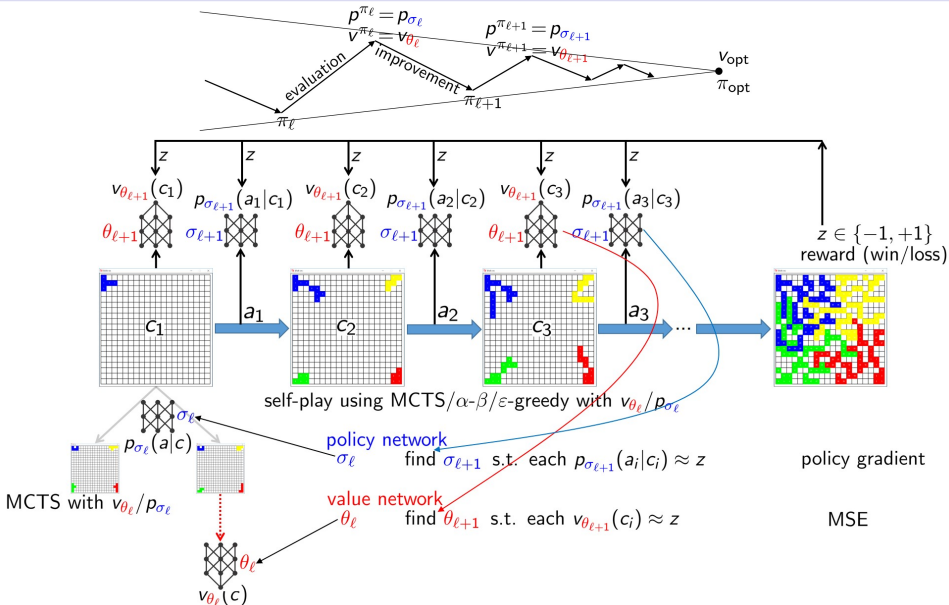 p^{π_ℓ} = p_{σ_ℓ}
v^{π_ℓ} = v_{θ_ℓ}
p^{π_{ℓ+1}} = p_{σ_{ℓ+1}}
v^{π_{ℓ+1}} = v_{θ_{ℓ+1}}
v_opt
π_opt
evaluation
improvement
π_ℓ
π_{ℓ+1}
z z z z z z
v_{θ_{ℓ+1}}(c_1) p_{σ_{ℓ+1}}(a_1|c_1) v_{θ_{ℓ+1}}(c_2) p_{σ_{ℓ+1}}(a_2|c_2) v_{θ_{ℓ+1}}(c_3) p_{σ_{ℓ+1}}(a_3|c_3)
θ_{ℓ+1} σ_{ℓ+1} θ_{ℓ+1} σ_{ℓ+1} θ_{ℓ+1} σ_{ℓ+1}
z ∈ {-1, +1}
reward (win/loss)
c_1 a_1 c_2 a_2 c_3 a_3 ...
self-play using MCTS/α-β/ε-greedy with v_{θ_ℓ}/p_{σ_ℓ}
σ_ℓ
p_{σ_ℓ}(a|c)
policy network
σ_ℓ find σ_{ℓ+1} s.t. each p_{σ_{ℓ+1}}(a_i|c_i) ≈ z policy gradient
MCTS with v_{θ_ℓ}/p_{σ_ℓ}
value network
θ_ℓ find θ_{ℓ+1} s.t. each v_{θ_{ℓ+1}}(c_i) ≈ z MSE
θ_ℓ
v_{θ_ℓ}(c)